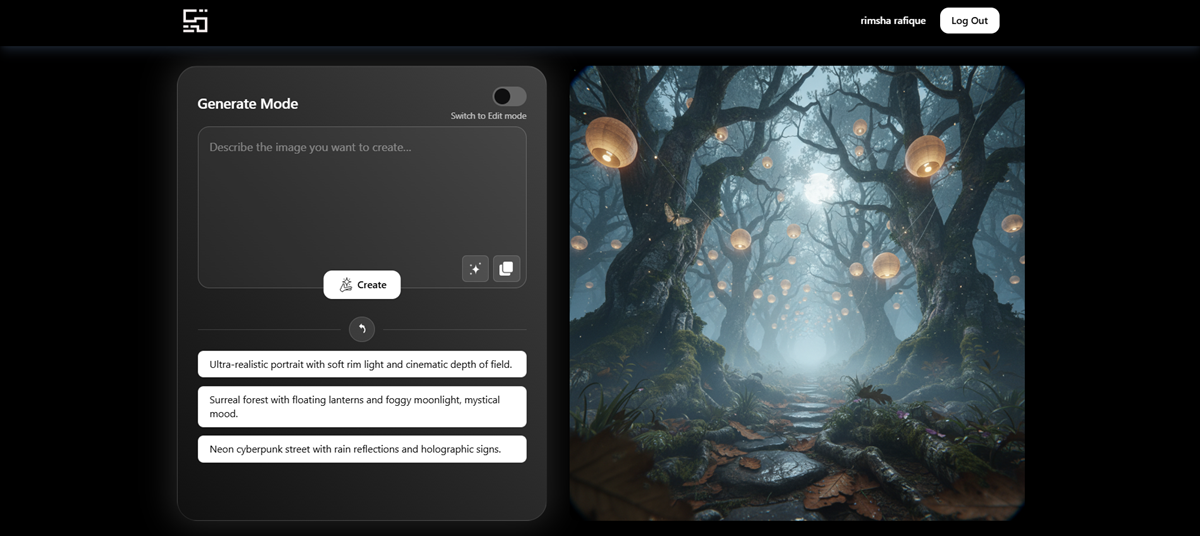 rimsha rafique
Log Out
Generate Mode
Switch to Edit mode
Describe the image you want to create...
Create
Ultra-realistic portrait with soft rim light and cinematic depth of field.
Surreal forest with floating lanterns and foggy moonlight, mystical
mood.
Neon cyberpunk street with rain reflections and holographic signs.